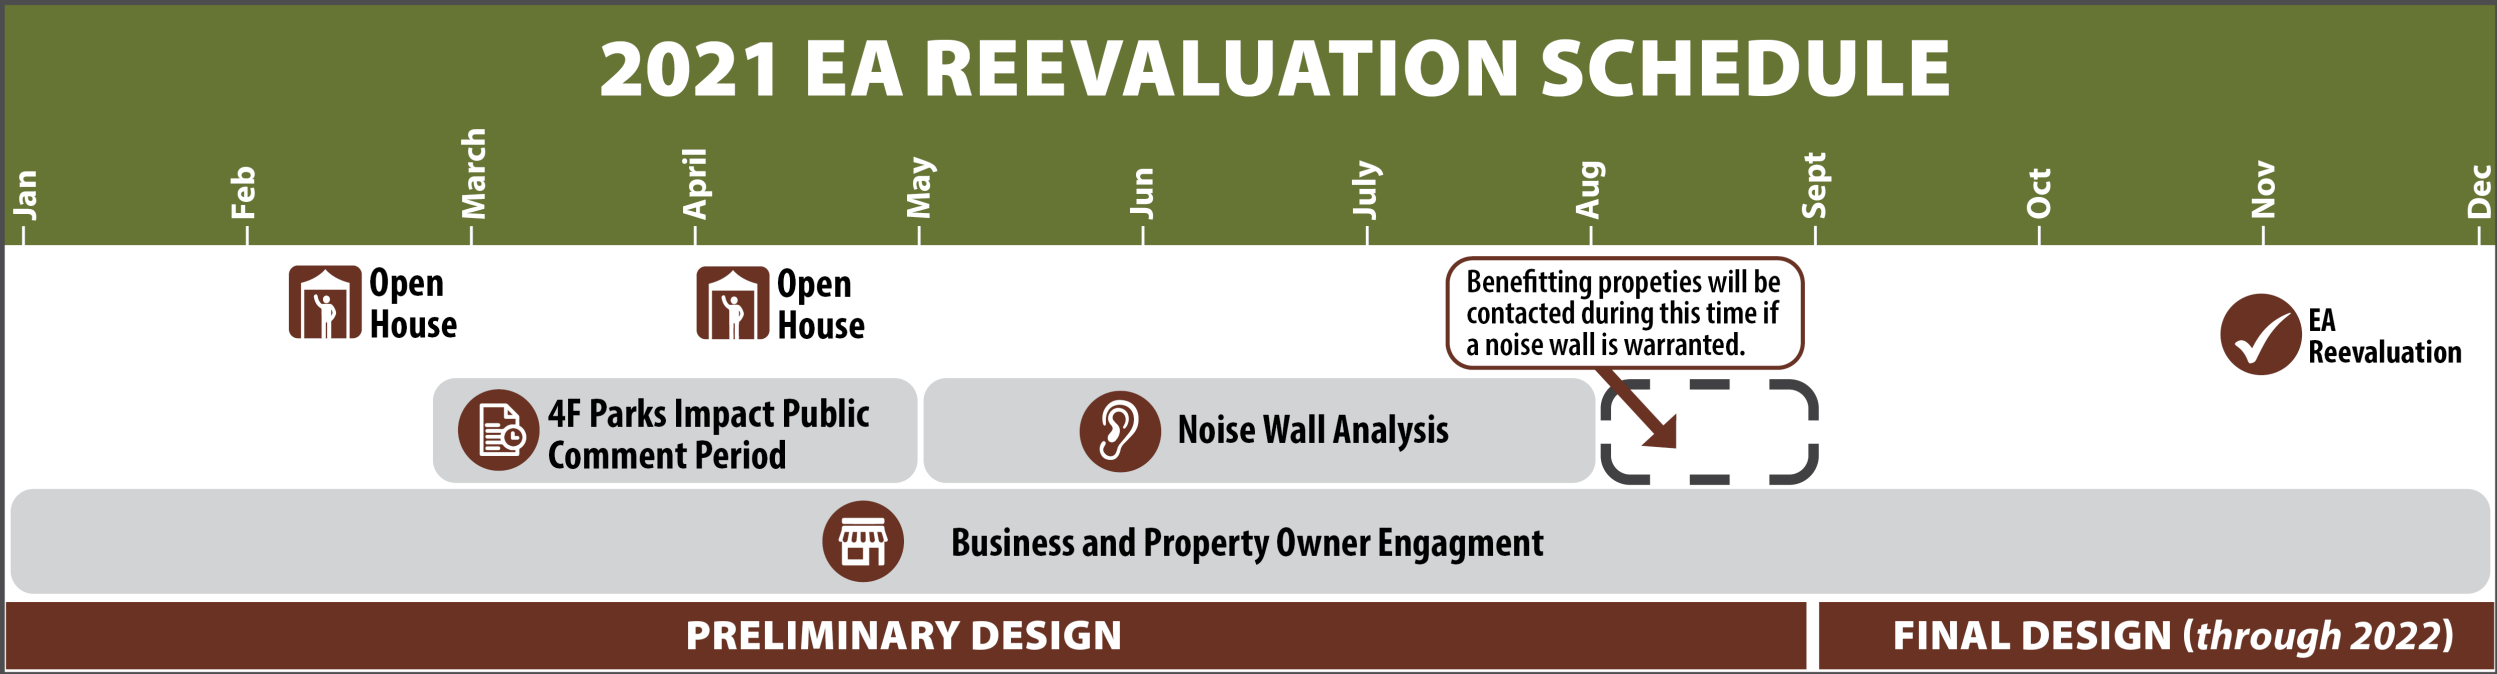 2021 EA REEVALUATION SCHEDULE
Jan
Feb
March
April
May
Jun
July
Aug
Sept
Oct
Nov
Dec
Open
House
Open
House
Benefitting propeties will be
contacted during this time if
a noise wall is warranted.
EA
Reevaluation
4F Parks Impact Public
Comment Period
Noise Wall Analysis
Business and Property Owner Engagment
PRELIMINARY DESIGN
FINAL DESIGN (through 2022)